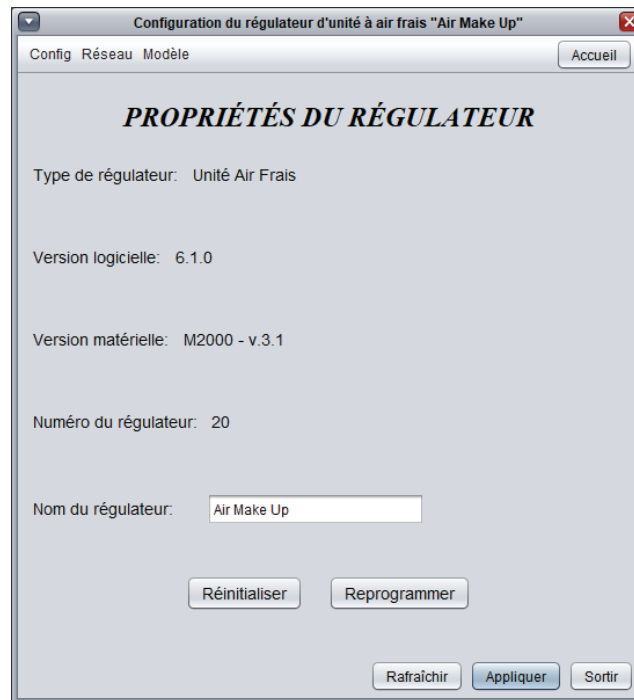 Configuration du régulateur d'unité à air frais "Air Make Up"
Config Réseau Modèle Accueil
PROPRIÉTÉS DU RÉGULATEUR
Type de régulateur: Unité Air Frais
Version logicielle: 6.1.0
Version matérielle: M2000 - v.3.1
Numéro du régulateur: 20
Nom du régulateur: Air Make Up
Réinitialiser Reprogrammer
Rafraîchir Appliquer Sortir